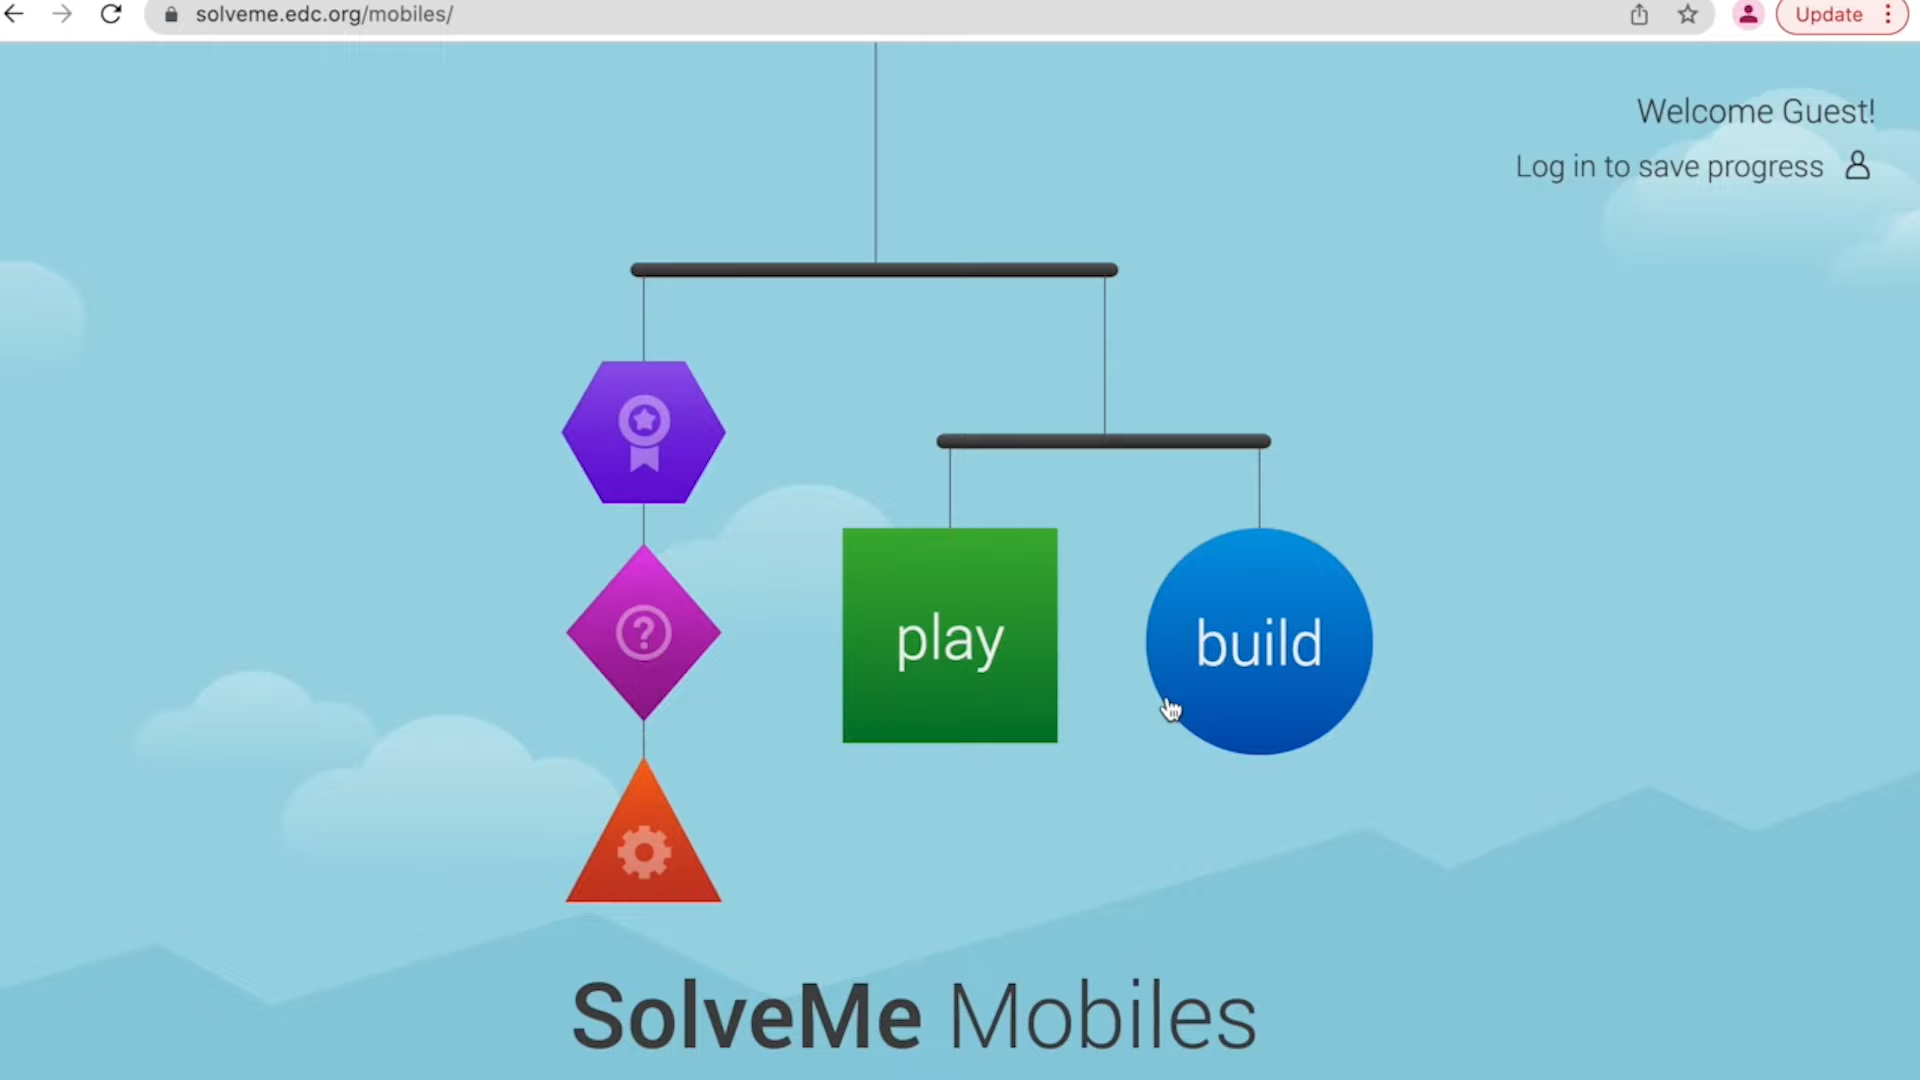 solveme.edc.org/mobiles/
Update
Welcome Guest!
Log in to save progress
?
play
build
SolveMe Mobiles